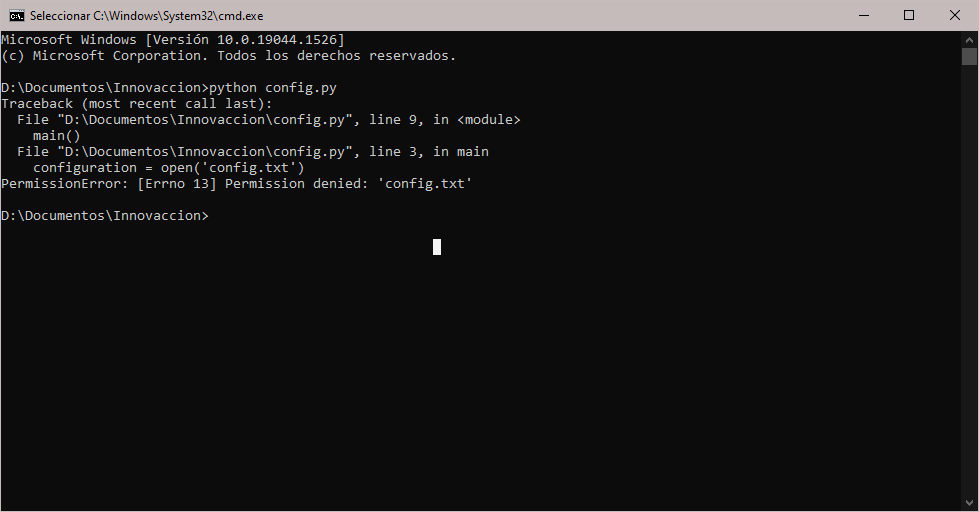 Seleccionar C:\Windows\System32\cmd.exe
Microsoft Windows [Versión 10.0.19044.1526]
(c) Microsoft Corporation. Todos los derechos reservados.
D:\Documentos\Innovaccion>python config.py
Traceback (most recent call last):
  File "D:\Documentos\Innovaccion\config.py", line 9, in <module>
    main()
  File "D:\Documentos\Innovaccion\config.py", line 3, in main
    configuration = open('config.txt')
PermissionError: [Errno 13] Permission denied: 'config.txt'
D:\Documentos\Innovaccion>